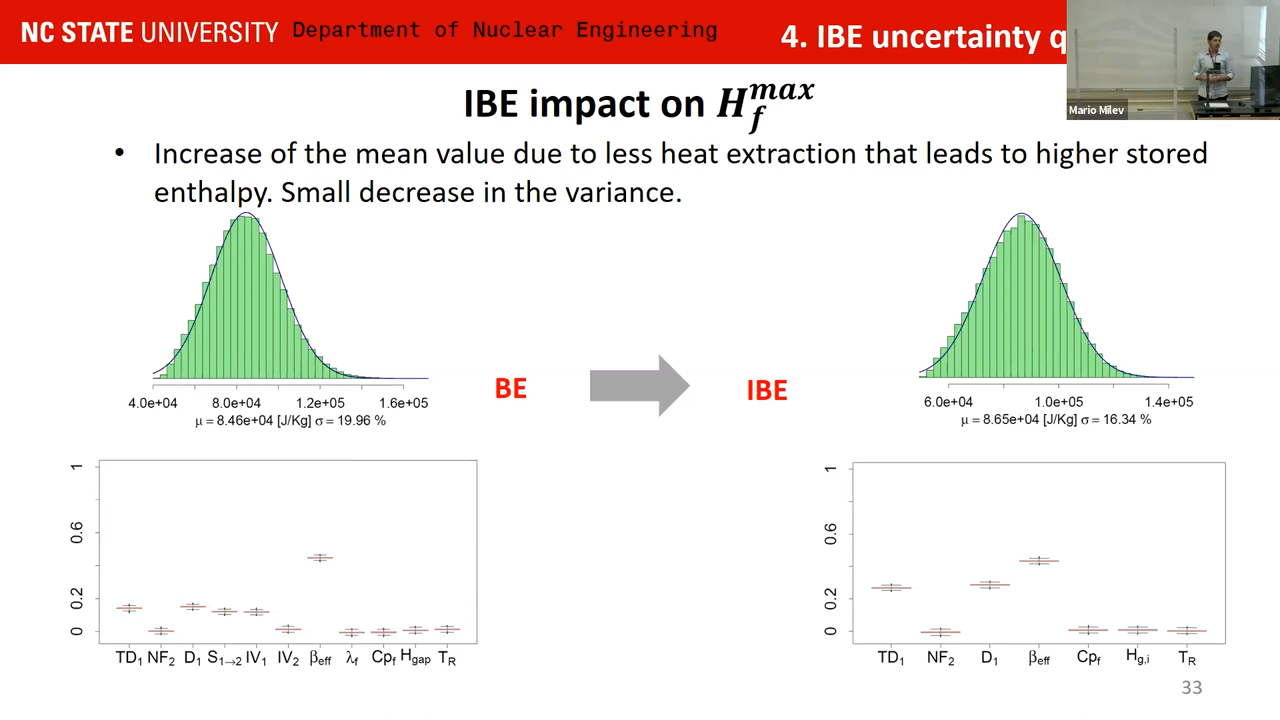 NC STATE UNIVERSITY Department of Nuclear Engineering
4. IBE uncertainty q
Mario Milev
IBE impact on H_f^max
• Increase of the mean value due to less heat extraction that leads to higher stored
enthalpy. Small decrease in the variance.
4.0e+04 8.0e+04 1.2e+05 1.6e+05
μ = 8.46e+04 [J/Kg] σ = 19.96 %
BE
IBE
6.0e+04 1.0e+05 1.4e+05
μ = 8.65e+04 [J/Kg] σ = 16.34 %
1
0.6
0.2
0
TD₁ NF₂ D₁ S₁→₂ IV₁ IV₂ βeff λf Cpf Hgap TR
1
0.6
0.2
0
TD₁ NF₂ D₁ βeff Cpf Hg,i TR
33